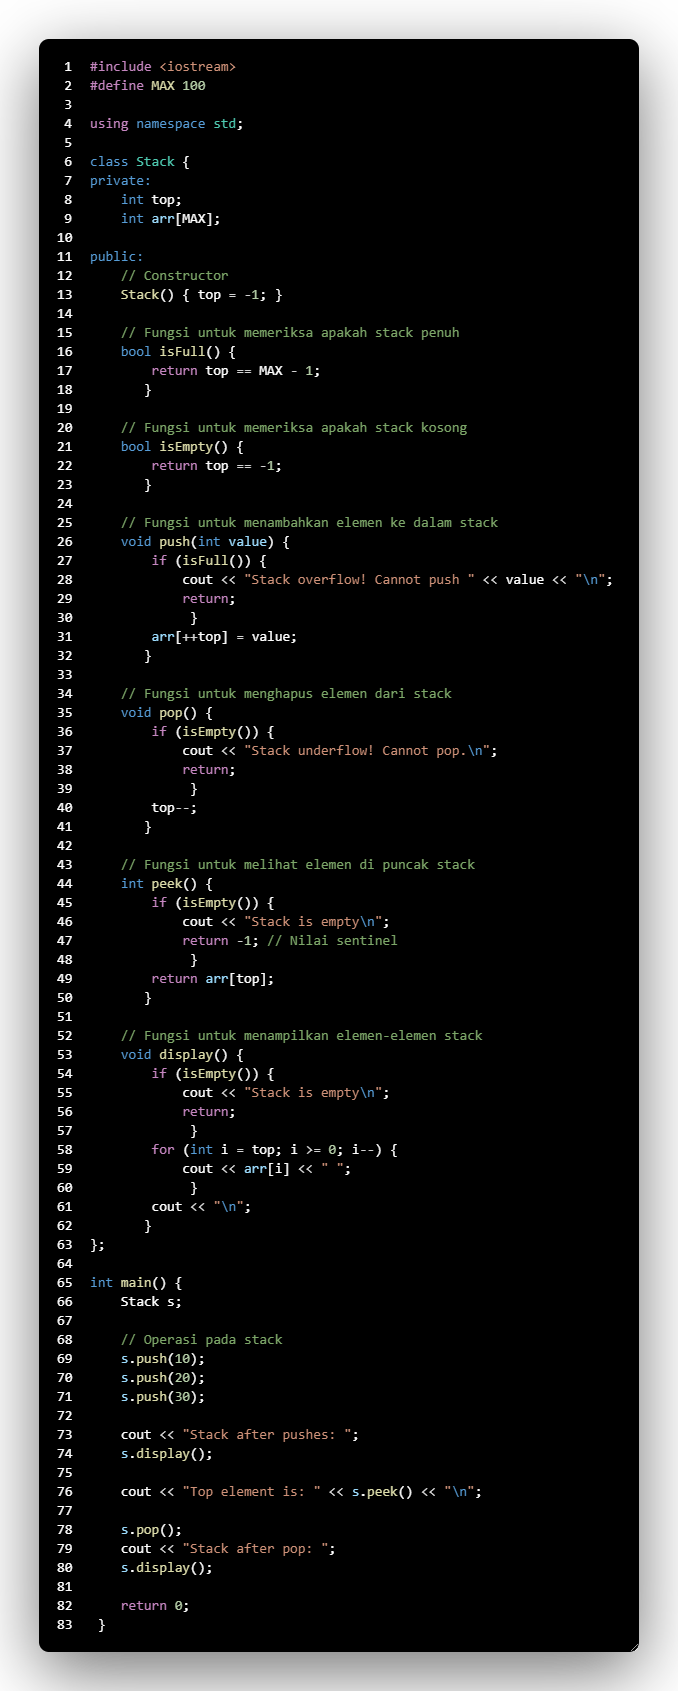 1 #include <iostream>
2 #define MAX 100
3
4 using namespace std;
5
6 class Stack {
7 private:
8     int top;
9     int arr[MAX];
10
11 public:
12     // Constructor
13     Stack() { top = -1; }
14
15     // Fungsi untuk memeriksa apakah stack penuh
16     bool isFull() {
17         return top == MAX - 1;
18        }
19
20     // Fungsi untuk memeriksa apakah stack kosong
21     bool isEmpty() {
22         return top == -1;
23        }
24
25     // Fungsi untuk menambahkan elemen ke dalam stack
26     void push(int value) {
27         if (isFull()) {
28             cout << "Stack overflow! Cannot push " << value << "\n";
29             return;
30              }
31         arr[++top] = value;
32        }
33
34     // Fungsi untuk menghapus elemen dari stack
35     void pop() {
36         if (isEmpty()) {
37             cout << "Stack underflow! Cannot pop.\n";
38             return;
39              }
40         top--;
41        }
42
43     // Fungsi untuk melihat elemen di puncak stack
44     int peek() {
45         if (isEmpty()) {
46             cout << "Stack is empty\n";
47             return -1; // Nilai sentinel
48              }
49         return arr[top];
50        }
51
52     // Fungsi untuk menampilkan elemen-elemen stack
53     void display() {
54         if (isEmpty()) {
55             cout << "Stack is empty\n";
56             return;
57              }
58         for (int i = top; i >= 0; i--) {
59             cout << arr[i] << " ";
60              }
61         cout << "\n";
62        }
63 };
64
65 int main() {
66     Stack s;
67
68     // Operasi pada stack
69     s.push(10);
70     s.push(20);
71     s.push(30);
72
73     cout << "Stack after pushes: ";
74     s.display();
75
76     cout << "Top element is: " << s.peek() << "\n";
77
78     s.pop();
79     cout << "Stack after pop: ";
80     s.display();
81
82     return 0;
83  }